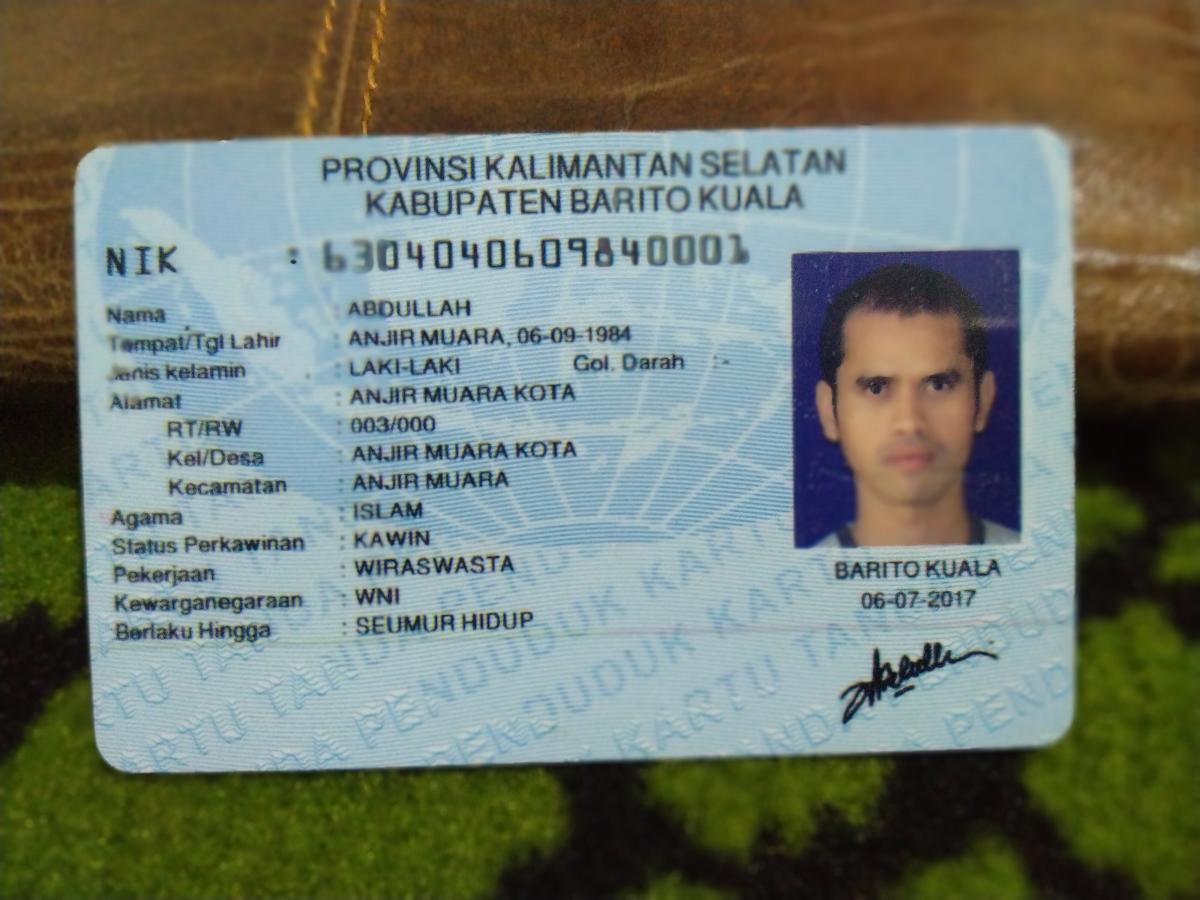 PROVINSI KALIMANTAN SELATAN
KABUPATEN BARITO KUALA
NIK : 6304040609840001
Nama : ABDULLAH
Tempat/Tgl Lahir : ANJIR MUARA, 06-09-1984
Jenis kelamin : LAKI-LAKI Gol. Darah : -
Alamat : ANJIR MUARA KOTA
RT/RW : 003/000
Kel/Desa : ANJIR MUARA KOTA
Kecamatan : ANJIR MUARA
Agama : ISLAM
Status Perkawinan : KAWIN
Pekerjaan : WIRASWASTA
Kewarganegaraan : WNI
Berlaku Hingga : SEUMUR HIDUP
BARITO KUALA
06-07-2017